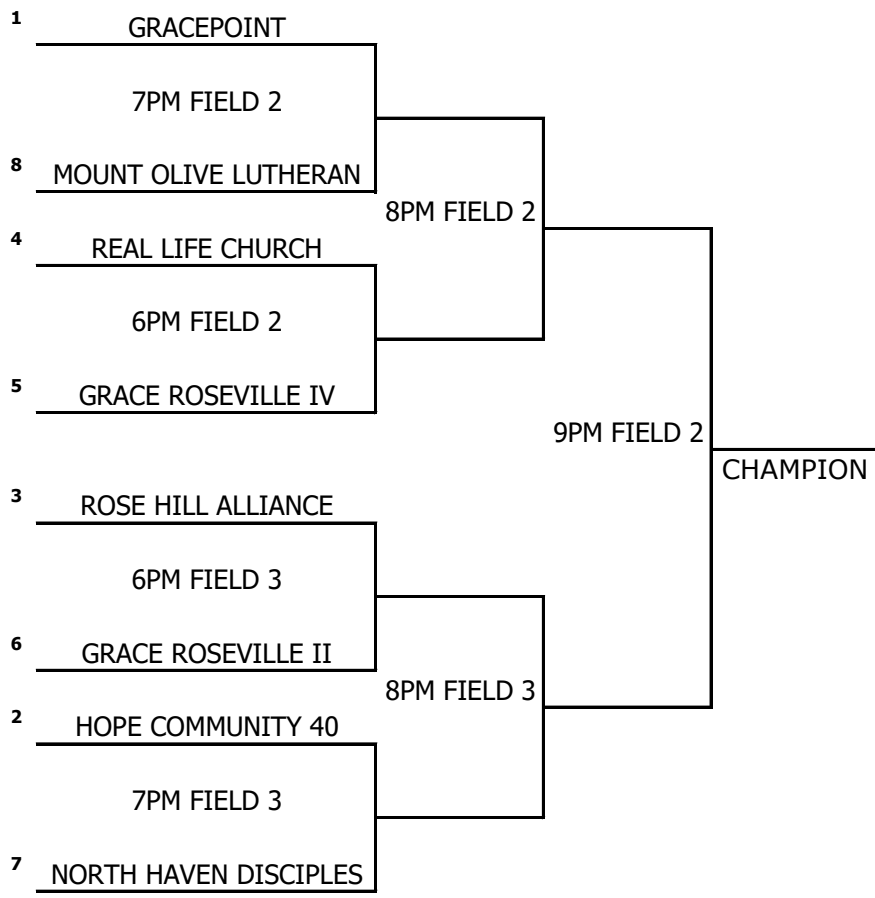 1
GRACEPOINT
7PM FIELD 2
8
MOUNT OLIVE LUTHERAN
8PM FIELD 2
4
REAL LIFE CHURCH
6PM FIELD 2
5
GRACE ROSEVILLE IV
9PM FIELD 2
CHAMPION
3
ROSE HILL ALLIANCE
6PM FIELD 3
6
GRACE ROSEVILLE II
8PM FIELD 3
2
HOPE COMMUNITY 40
7PM FIELD 3
7
NORTH HAVEN DISCIPLES